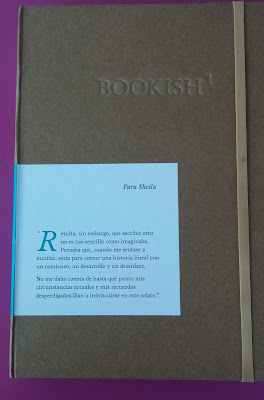 BOOKISH
Para Sheila
"Resulta, sin embargo, que escribir esto
no es tan sencillo como imaginaba.
Pensaba que, cuando me sentase a
escribir, sería para contar una historia lineal con
un comienzo, un desarrollo y un desenlace.
No me daba cuenta de hasta qué punto mis
circunstancias actuales y mis recuerdos
desperdigados iban a inmiscuirse en este relato."